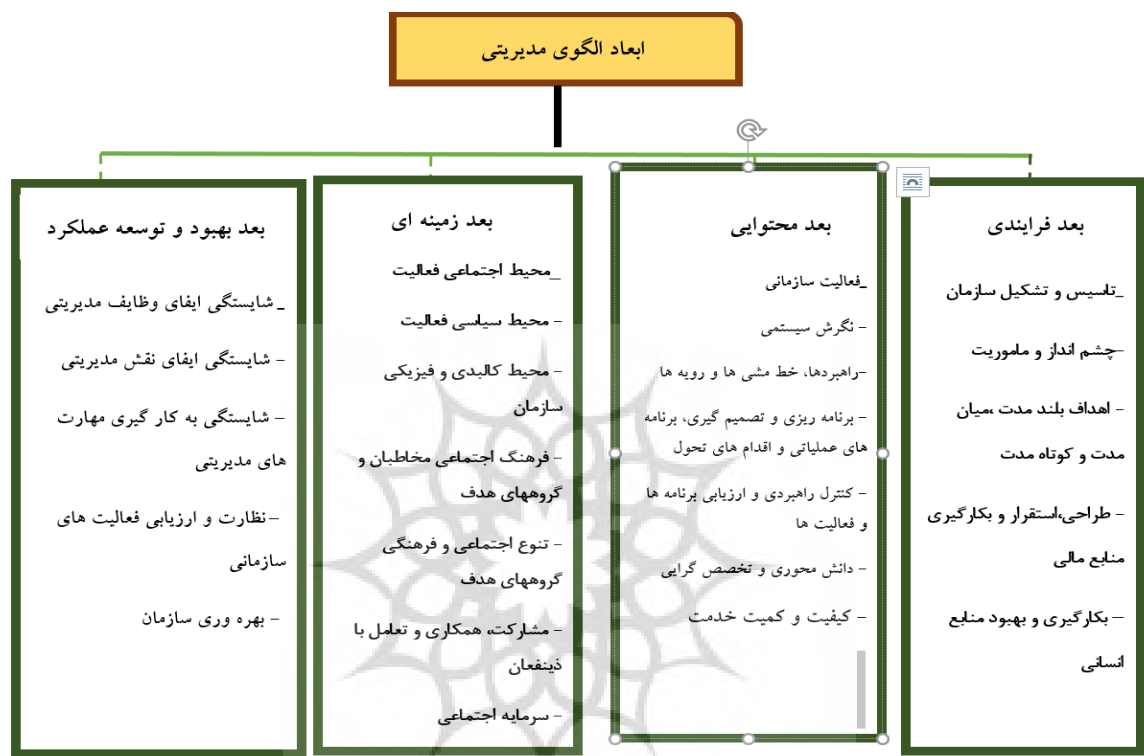 ابعاد الگوی مدیریتی
بعد فرایندی
_تاسیس و تشکیل سازمان
–چشم انداز و ماموریت
– اهداف بلند مدت ،میان
مدت و کوتاه مدت
– طراحی،استقرار و بکارگیری
منابع مالی
– بکارگیری و بهبود منابع
انسانی
بعد محتوایی
_فعالیت سازمانی
– نگرش سیستمی
–راهبردها، خط مشی ها و رویه ها
– برنامه ریزی و تصمیم گیری، برنامه
های عملیاتی و اقدام های تحول
– کنترل راهبردی و ارزیابی برنامه ها
و فعالیت ها
– دانش محوری و تخصص گرایی
– کیفیت و کمیت خدمت
بعد زمینه ای
_محیط اجتماعی فعالیت
– محیط سیاسی فعالیت
– محیط کالبدی و فیزیکی
سازمان
– فرهنگ اجتماعی مخاطبان و
گروههای هدف
– تنوع اجتماعی و فرهنگی
گروههای هدف
– مشارکت، همکاری و تعامل با
ذینفعان
– سرمایه اجتماعی
بعد بهبود و توسعه عملکرد
_ شایستگی ایفای وظایف مدیریتی
– شایستگی ایفای نقش مدیریتی
– شایستگی به کار گیری مهارت
های مدیریتی
–نظارت و ارزیابی فعالیت های
سازمانی
– بهره وری سازمان